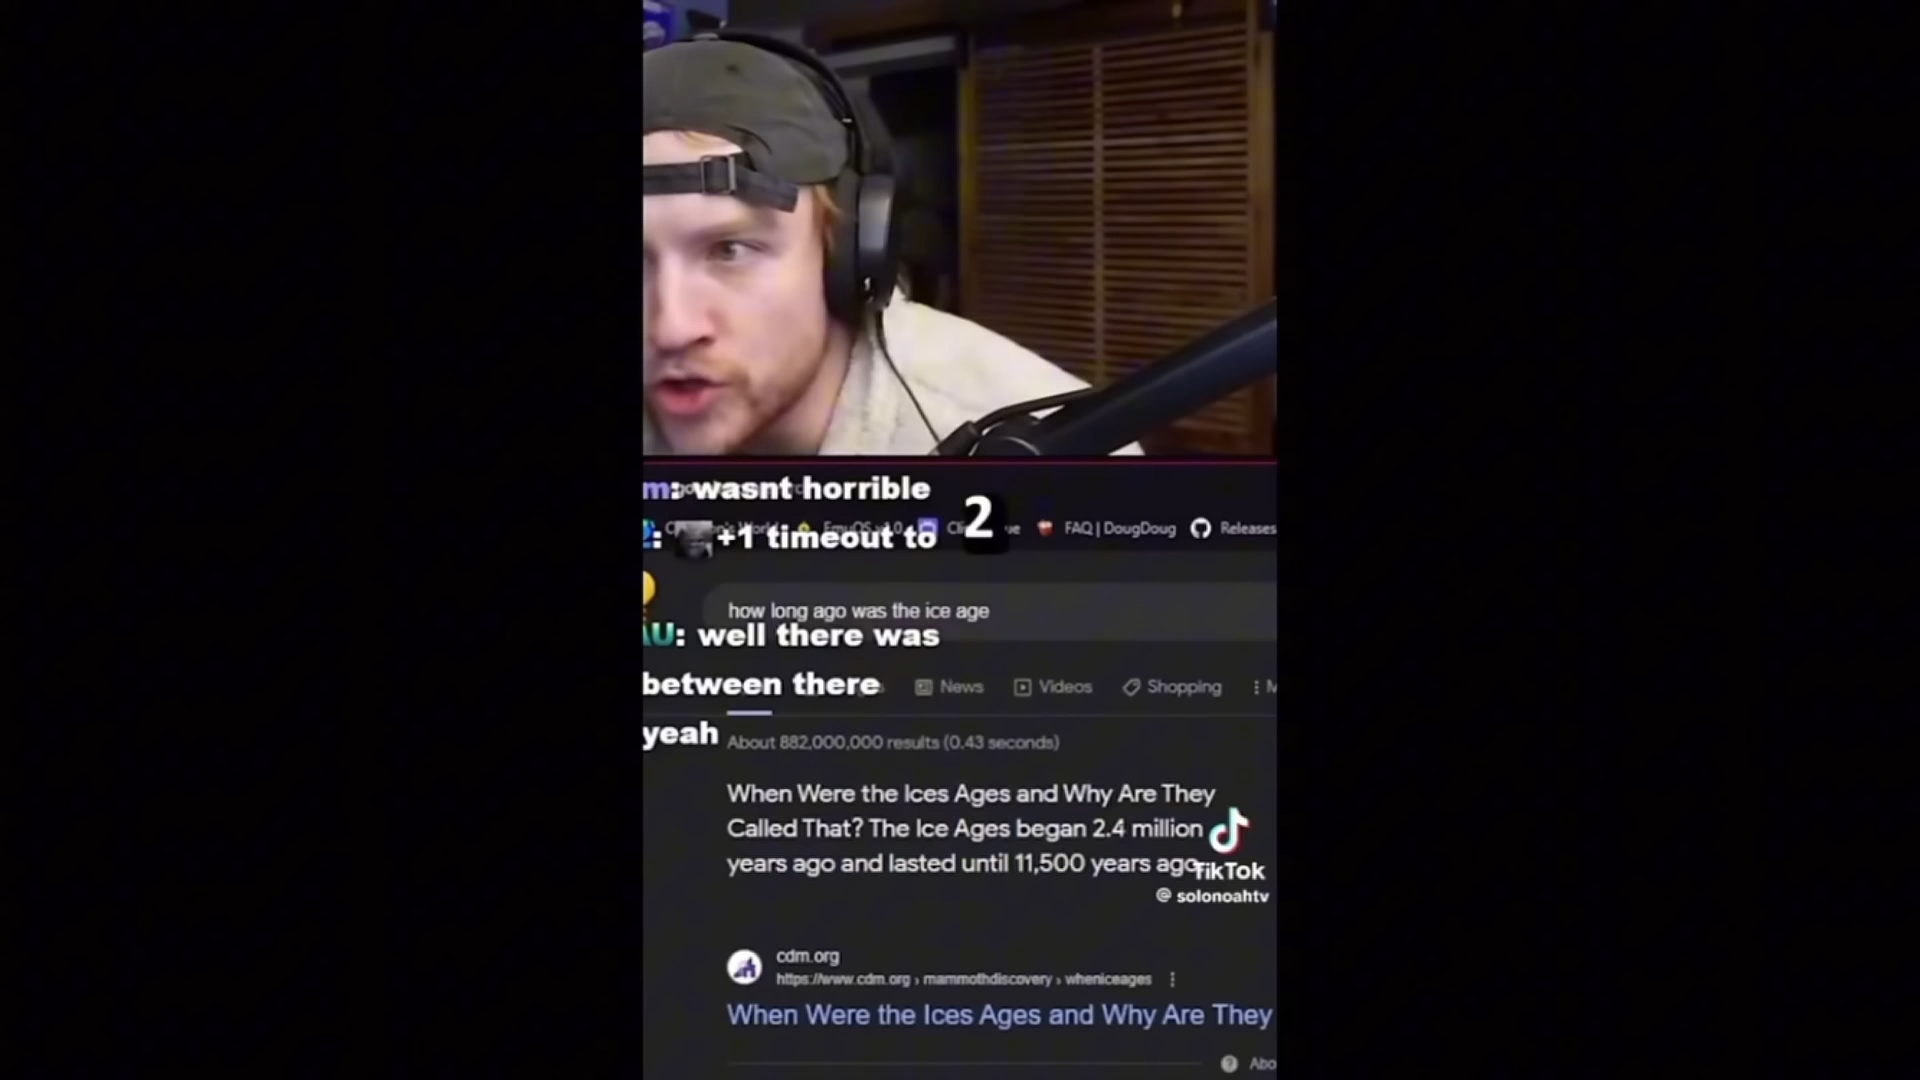 m: wasnt horrible
: +1 timeout to
2
FAQ | DougDoug
Releases
how long ago was the ice age
AU: well there was
between there
yeah
News
Videos
Shopping
About 882,000,000 results (0.43 seconds)
When Were the Ices Ages and Why Are They
Called That? The Ice Ages began 2.4 million
years ago and lasted until 11,500 years ago.
TikTok
@ solonoahtv
cdm.org
https://www.cdm.org › mammothdiscovery › wheniceages
When Were the Ices Ages and Why Are They
Abo